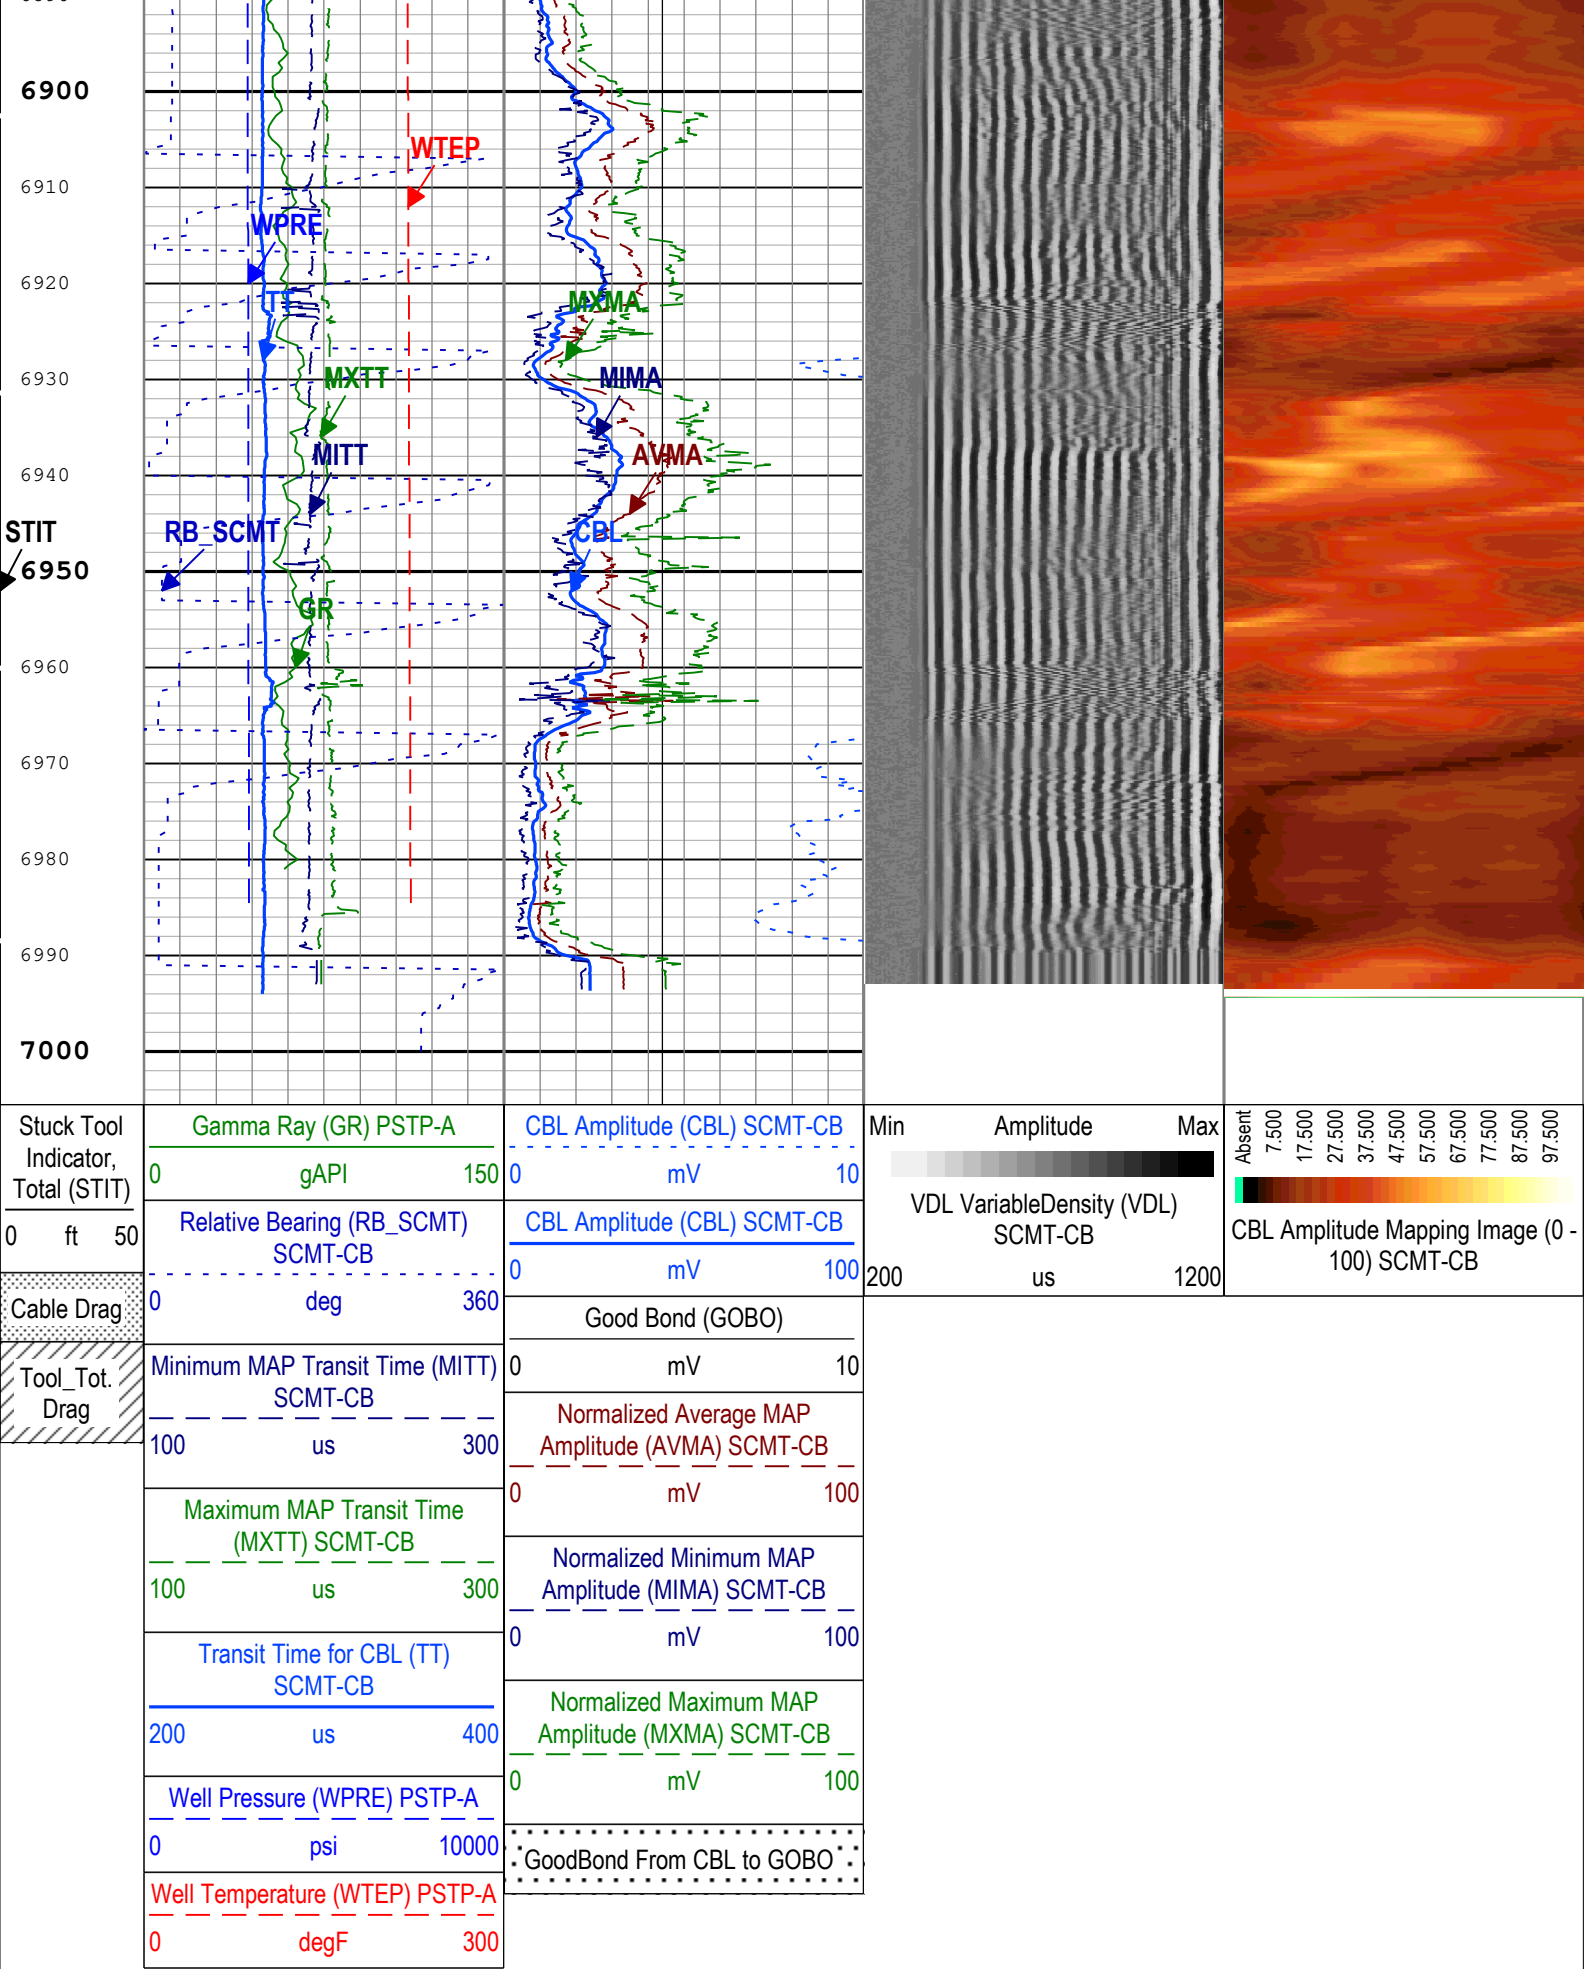 6900
WTEP
6910
WPRE
6920
TT
MXMA
6930
MXTT
MIMA
MITT
AVMA
6940
STIT
RB_SCMT
CBL
6950
GR
6960
6970
6980
6990
7000
Stuck Tool
Indicator,
Total (STIT)
0 ft 50
Cable Drag
Tool_Tot.
Drag
Gamma Ray (GR) PSTP-A
0 gAPI 150
Relative Bearing (RB_SCMT)
SCMT-CB
0 deg 360
Minimum MAP Transit Time (MITT)
SCMT-CB
100 us 300
Maximum MAP Transit Time
(MXTT) SCMT-CB
100 us 300
Transit Time for CBL (TT)
SCMT-CB
200 us 400
Well Pressure (WPRE) PSTP-A
0 psi 10000
Well Temperature (WTEP) PSTP-A
0 degF 300
CBL Amplitude (CBL) SCMT-CB
0 mV 10
CBL Amplitude (CBL) SCMT-CB
0 mV 100
Good Bond (GOBO)
0 mV 10
Normalized Average MAP
Amplitude (AVMA) SCMT-CB
0 mV 100
Normalized Minimum MAP
Amplitude (MIMA) SCMT-CB
0 mV 100
Normalized Maximum MAP
Amplitude (MXMA) SCMT-CB
0 mV 100
GoodBond From CBL to GOBO
Min Amplitude Max
VDL VariableDensity (VDL)
SCMT-CB
200 us 1200
Absent 7.500 17.500 27.500 37.500 47.500 57.500 67.500 77.500 87.500 97.500
CBL Amplitude Mapping Image (0 -
100) SCMT-CB